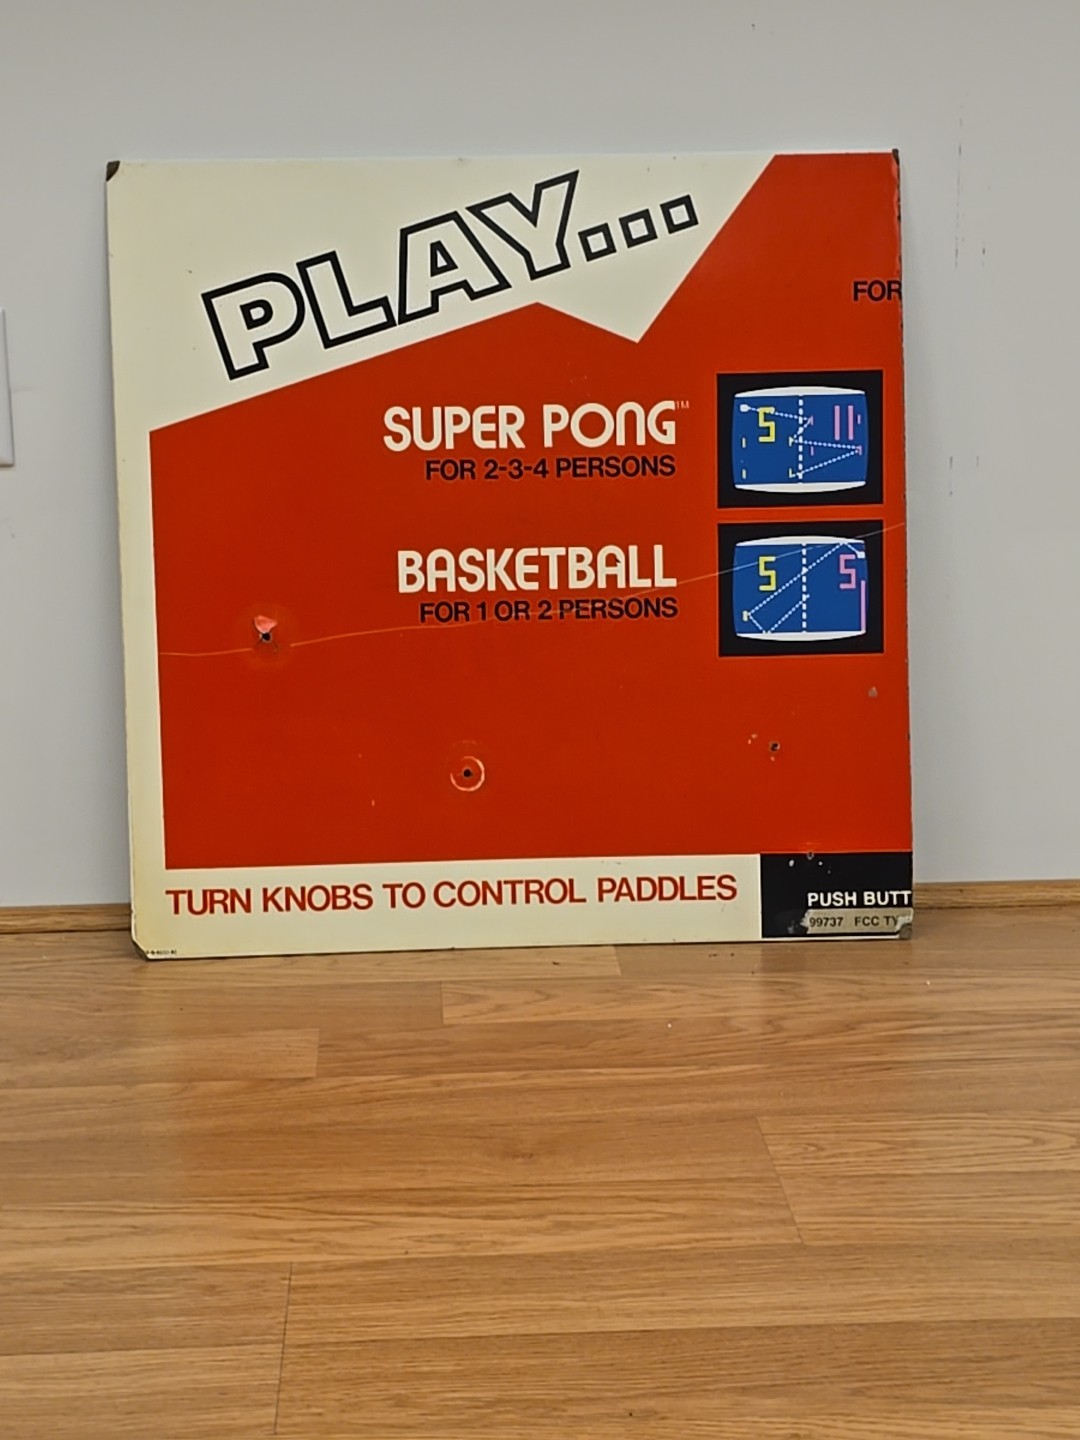 PLAY...
FOR
SUPER PONG™
FOR 2-3-4 PERSONS
5 11
BASKETBALL
FOR 1 OR 2 PERSONS
5 5
TURN KNOBS TO CONTROL PADDLES
PUSH BUTT
99737 FCC TY